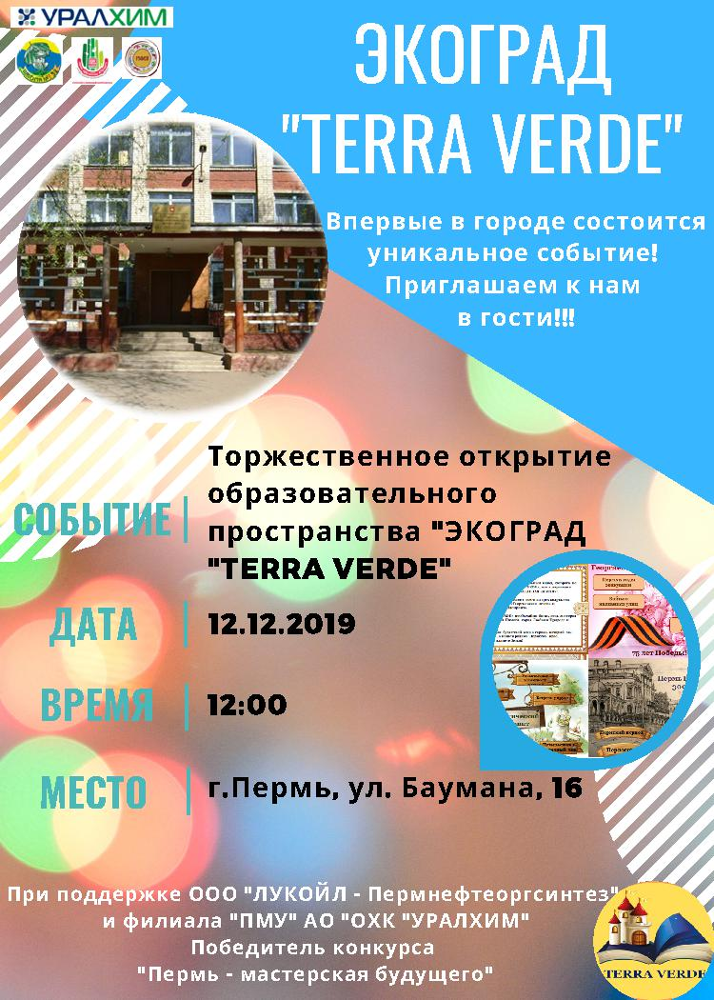 УРАЛХИМ
ЭКОГРАД
"TERRA VERDE"
Впервые в городе состоится
уникальное событие!
Приглашаем к нам
в гости!!!
СОБЫТИЕ
Торжественное открытие
образовательного
пространства "ЭКОГРАД
"TERRA VERDE"
ДАТА
12.12.2019
ВРЕМЯ
12:00
МЕСТО
г.Пермь, ул. Баумана, 16
75 лет Победы!
При поддержке ООО "ЛУКОЙЛ - Пермнефтеоргсинтез"
и филиала "ПМУ" АО "ОХК "УРАЛХИМ"
Победитель конкурса
"Пермь - мастерская будущего"
TERRA VERDE